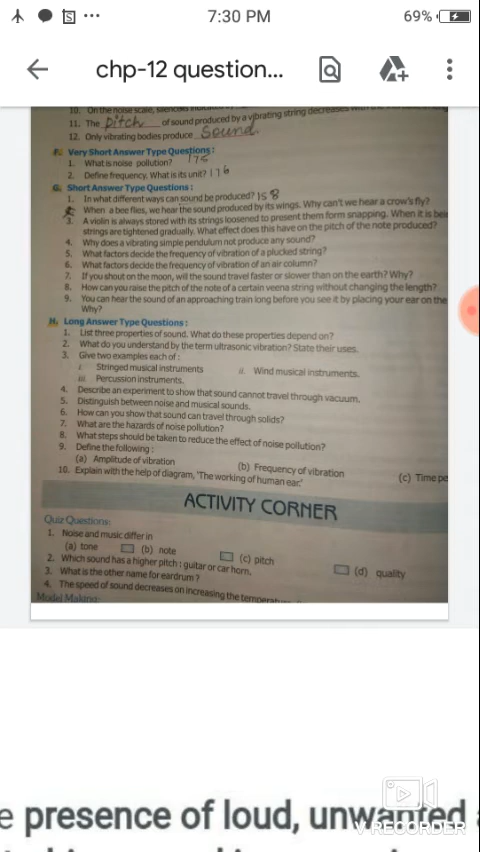 7:30 PM
69%
chp-12 question...
10. On the noise scale,
11. The pitch of sound produced by a vibrating string decreases with the
12. Only vibrating bodies produce Sound.
F. Very Short Answer Type Questions:
1. What is noise pollution? 175
2. Define frequency. What is its unit? 176
G. Short Answer Type Questions:
1. In what different ways can sound be produced? 158
2. When a bee flies, we hear the sound produced by its wings. Why can't we hear a crow's fly?
3. A violin is always stored with its strings loosened to present them form snapping. When it is bei
strings are tightened gradually. What effect does this have on the pitch of the note produced?
4. Why does a vibrating simple pendulum not produce any sound?
5. What factors decide the frequency of vibration of a plucked string?
6. What factors decide the frequency of vibration of an air column?
7. If you shout on the moon, will the sound travel faster or slower than on the earth? Why?
8. How can you raise the pitch of the note of a certain veena string without changing the length?
9. You can hear the sound of an approaching train long before you see it by placing your ear on the
Why?
H. Long Answer Type Questions:
1. List three properties of sound. What do these properties depend on?
2. What do you understand by the term ultrasonic vibration? State their uses.
3. Give two examples each of:
i. Stringed musical instruments ii. Wind musical instruments.
iii. Percussion instruments.
4. Describe an experiment to show that sound cannot travel through vacuum.
5. Distinguish between noise and musical sounds.
6. How can you show that sound can travel through solids?
7. What are the hazards of noise pollution?
8. What steps should be taken to reduce the effect of noise pollution?
9. Define the following:
(a) Amplitude of vibration (b) Frequency of vibration (c) Time pe
10. Explain with the help of diagram, 'The working of human ear.'
ACTIVITY CORNER
Quiz Questions:
1. Noise and music differ in
(a) tone (b) note (c) pitch (d) quality
2. Which sound has a higher pitch: guitar or car horn.
3. What is the other name for eardrum?
4. The speed of sound decreases on increasing the temperatu
Model Making:
e presence of loud, unwanted
V RECORDER